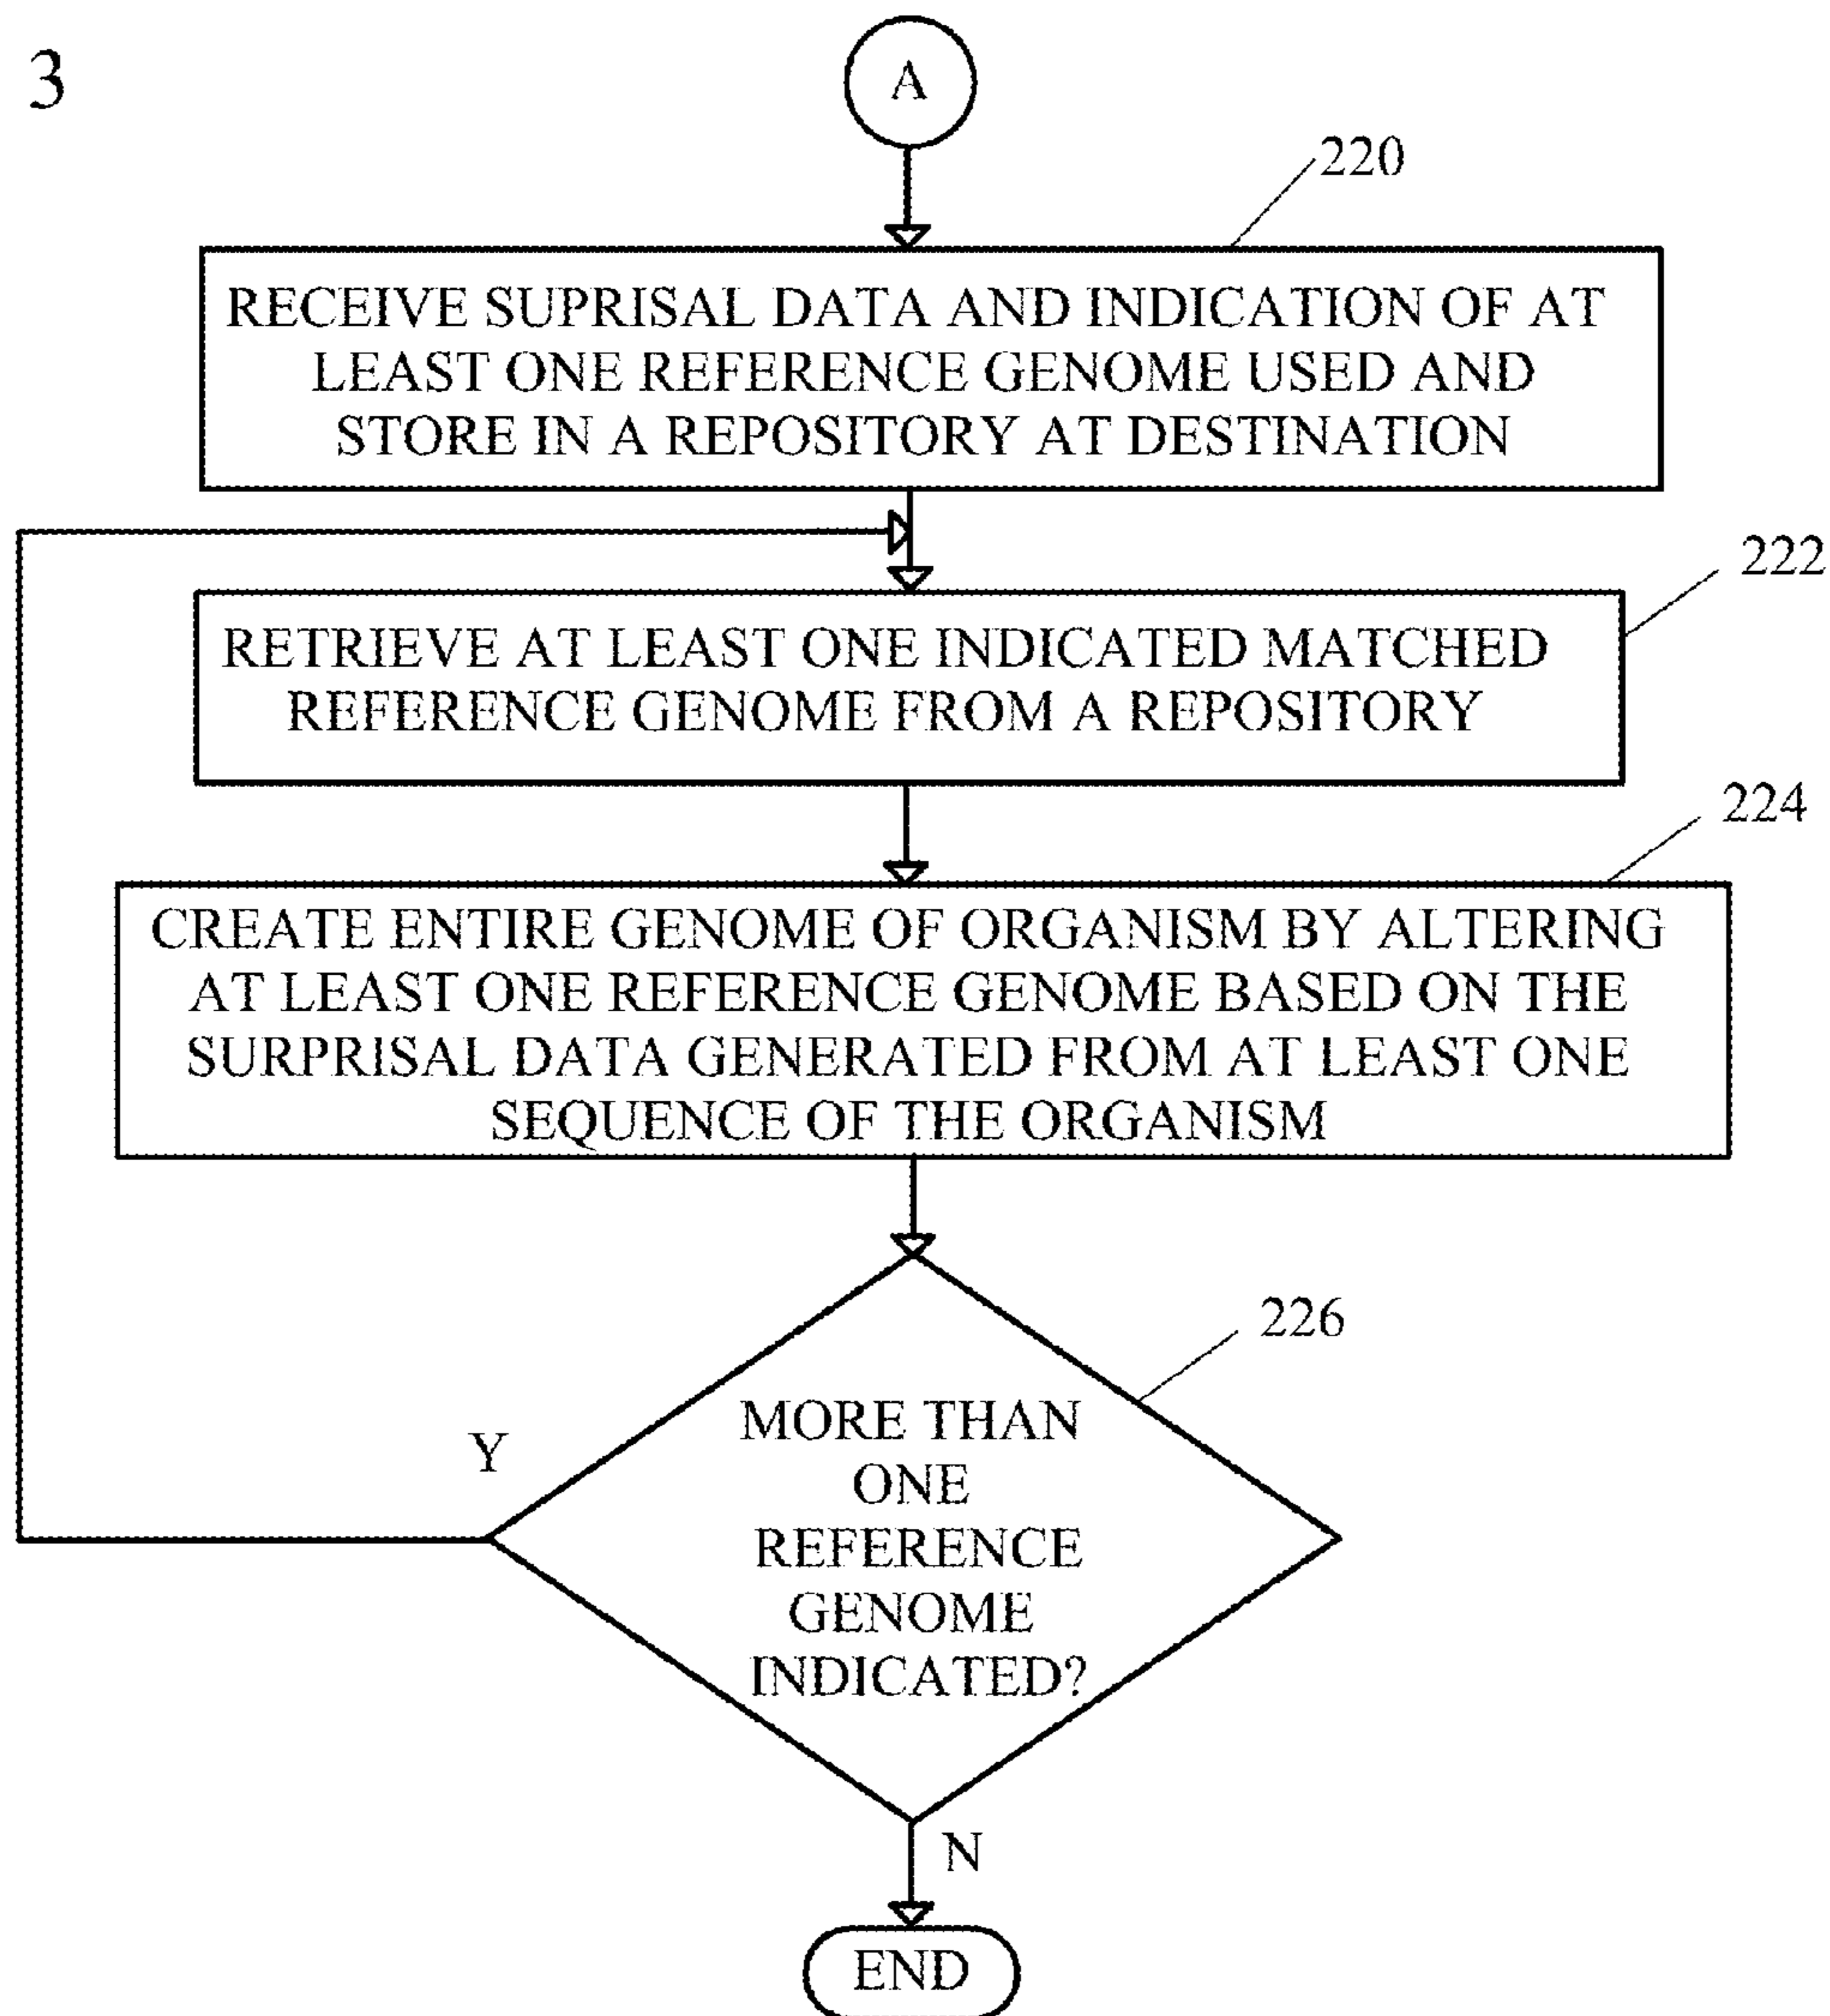 3
A
220
RECEIVE SUPRISAL DATA AND INDICATION OF AT
LEAST ONE REFERENCE GENOME USED AND
STORE IN A REPOSITORY AT DESTINATION
222
RETRIEVE AT LEAST ONE INDICATED MATCHED
REFERENCE GENOME FROM A REPOSITORY
224
CREATE ENTIRE GENOME OF ORGANISM BY ALTERING
AT LEAST ONE REFERENCE GENOME BASED ON THE
SURPRISAL DATA GENERATED FROM AT LEAST ONE
SEQUENCE OF THE ORGANISM
226
Y
MORE THAN
ONE
REFERENCE
GENOME
INDICATED?
N
END